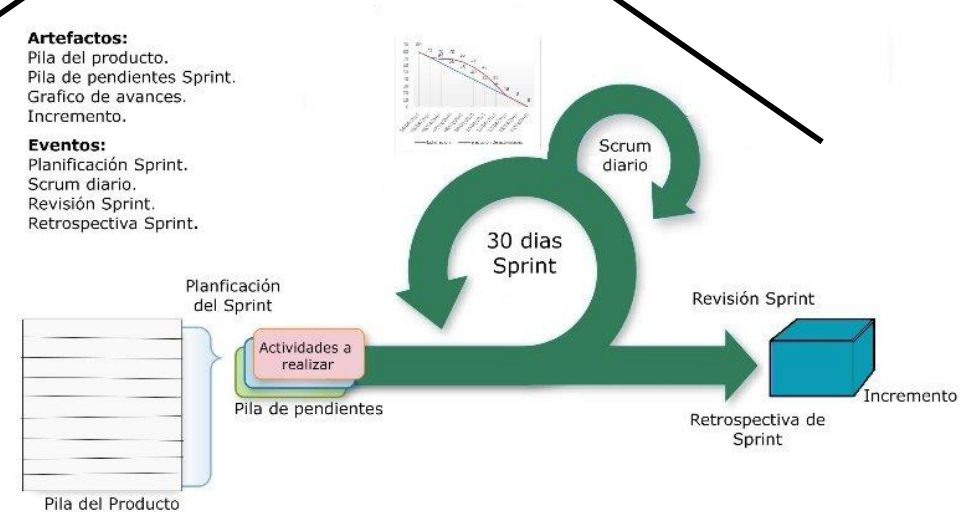 Artefactos:
Pila del producto.
Pila de pendientes Sprint.
Grafico de avances.
Incremento.
Eventos:
Planificación Sprint.
Scrum diario.
Revisión Sprint.
Retrospectiva Sprint.
Scrum
diario
30 dias
Sprint
Planficación
del Sprint
Actividades a
realizar
Pila de pendientes
Pila del Producto
Revisión Sprint
Incremento
Retrospectiva de
Sprint